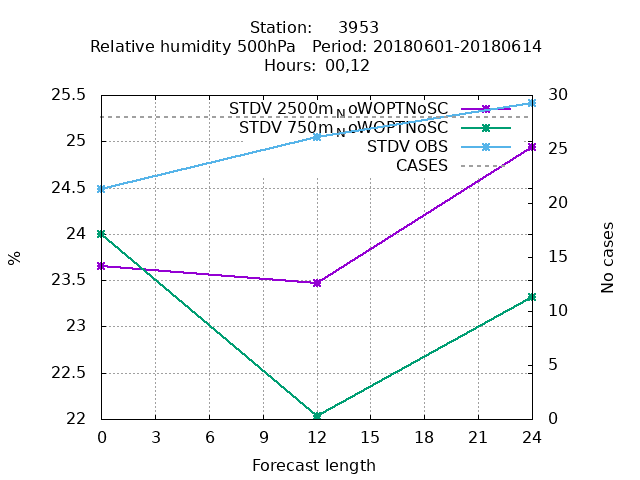 Station: 3953
Relative humidity 500hPa Period: 20180601-20180614
Hours: 00,12
25.5
25
24.5
24
23.5
23
22.5
22
%
STDV 2500m_NoWOPTNoSC
STDV 750m_NoWOPTNoSC
STDV OBS
CASES
30
25
20
15
10
5
0
No cases
0 3 6 9 12 15 18 21 24
Forecast length